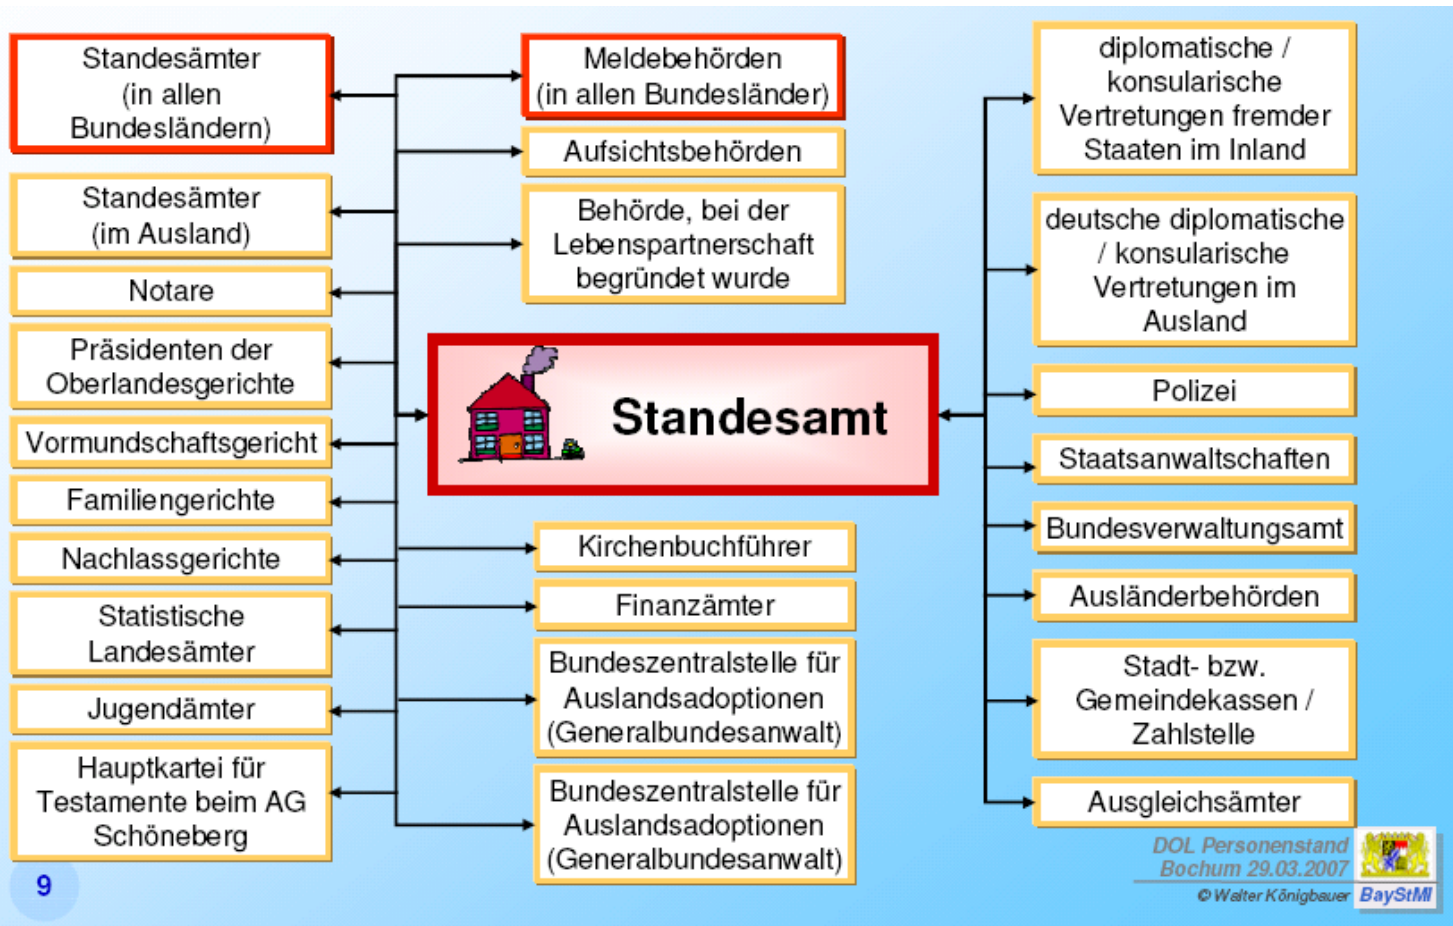 Standesämter
(in allen
Bundesländern)
Standesämter
(im Ausland)
Notare
Präsidenten der
Oberlandesgerichte
Vormundschaftsgericht
Familiengerichte
Nachlassgerichte
Statistische
Landesämter
Jugendämter
Hauptkartei für
Testamente beim AG
Schöneberg
Meldebehörden
(in allen Bundesländer)
Aufsichtsbehörden
Behörde, bei der
Lebenspartnerschaft
begründet wurde
Standesamt
Kirchenbuchführer
Finanzämter
Bundeszentralstelle für
Auslandsadoptionen
(Generalbundesanwalt)
Bundeszentralstelle für
Auslandsadoptionen
(Generalbundesanwalt)
diplomatische /
konsularische
Vertretungen fremder
Staaten im Inland
deutsche diplomatische
/ konsularische
Vertretungen im
Ausland
Polizei
Staatsanwaltschaften
Bundesverwaltungsamt
Ausländerbehörden
Stadt- bzw.
Gemeindekassen /
Zahlstelle
Ausgleichsämter
9
DOL Personenstand
Bochum 29.03.2007
© Walter Königbauer
BayStMI